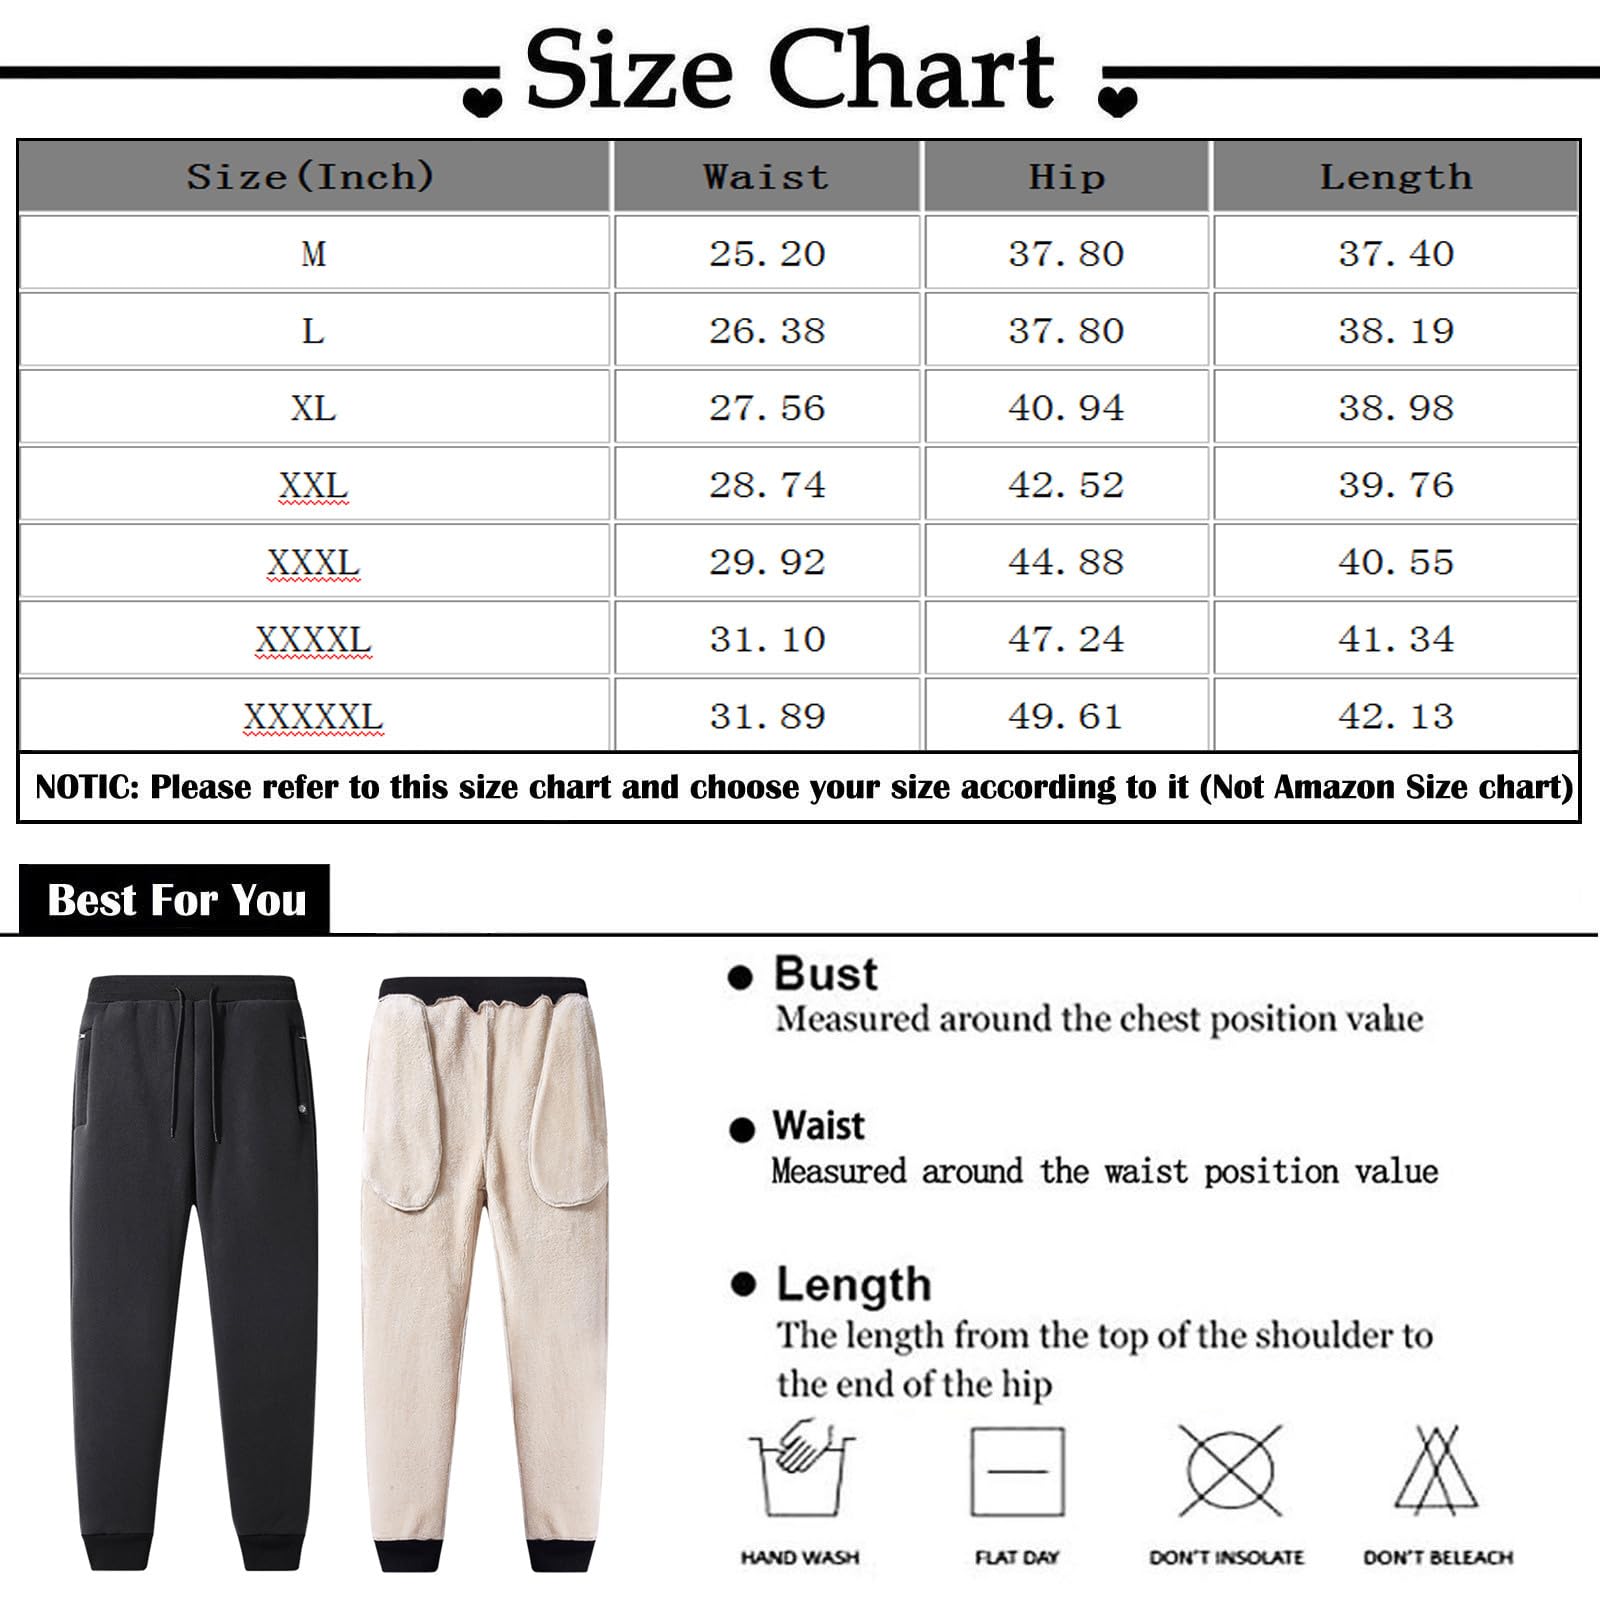 Size Chart
Size(Inch) Waist Hip Length
M 25.20 37.80 37.40
L 26.38 37.80 38.19
XL 27.56 40.94 38.98
XXL 28.74 42.52 39.76
XXXL 29.92 44.88 40.55
XXXXL 31.10 47.24 41.34
XXXXXL 31.89 49.61 42.13
NOTIC: Please refer to this size chart and choose your size according to it (Not Amazon Size chart)
Best For You
● Bust
Measured around the chest position value
● Waist
Measured around the waist position value
● Length
The length from the top of the shoulder to
the end of the hip
HAND WASH FLAT DAY DON'T INSOLATE DON'T BELEACH